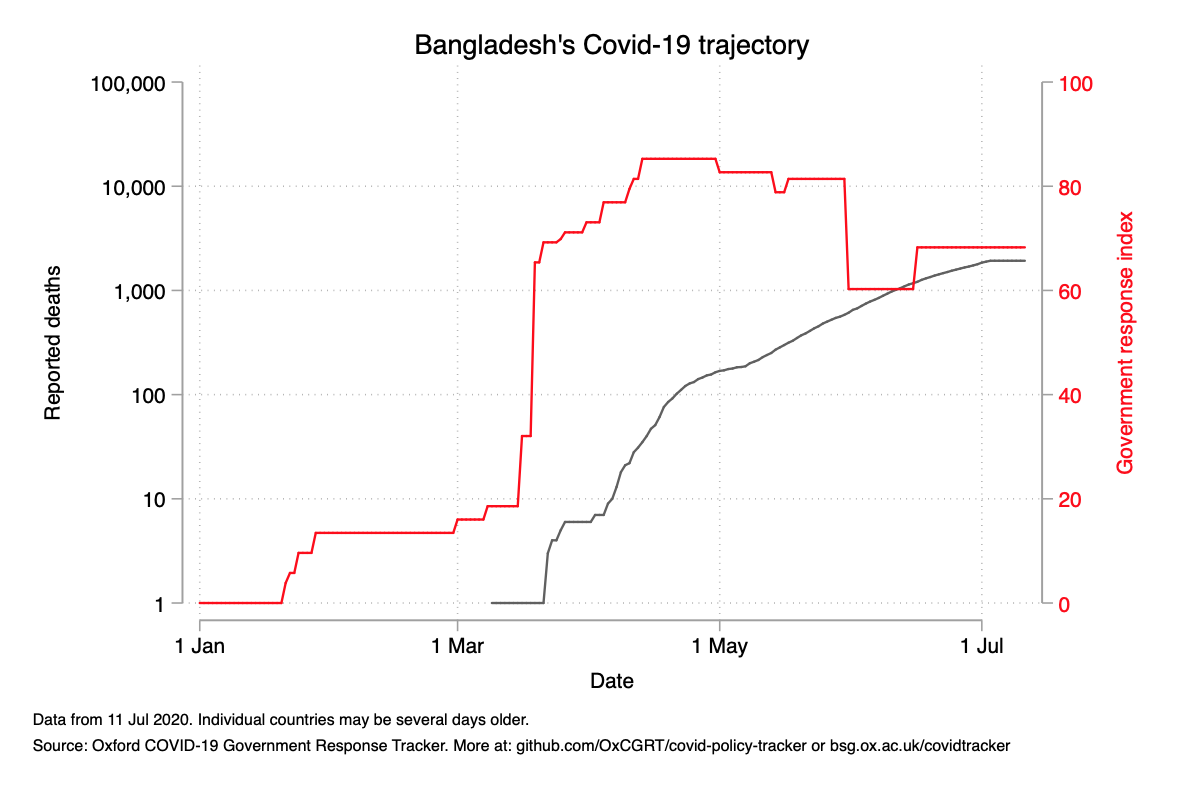 Bangladesh's Covid-19 trajectory
100,000
10,000
1,000
100
10
1
Reported deaths
100
80
60
40
20
0
Government response index
1 Jan
1 Mar
1 May
1 Jul
Date
Data from 11 Jul 2020. Individual countries may be several days older.
Source: Oxford COVID-19 Government Response Tracker. More at: github.com/OxCGRT/covid-policy-tracker or bsg.ox.ac.uk/covidtracker